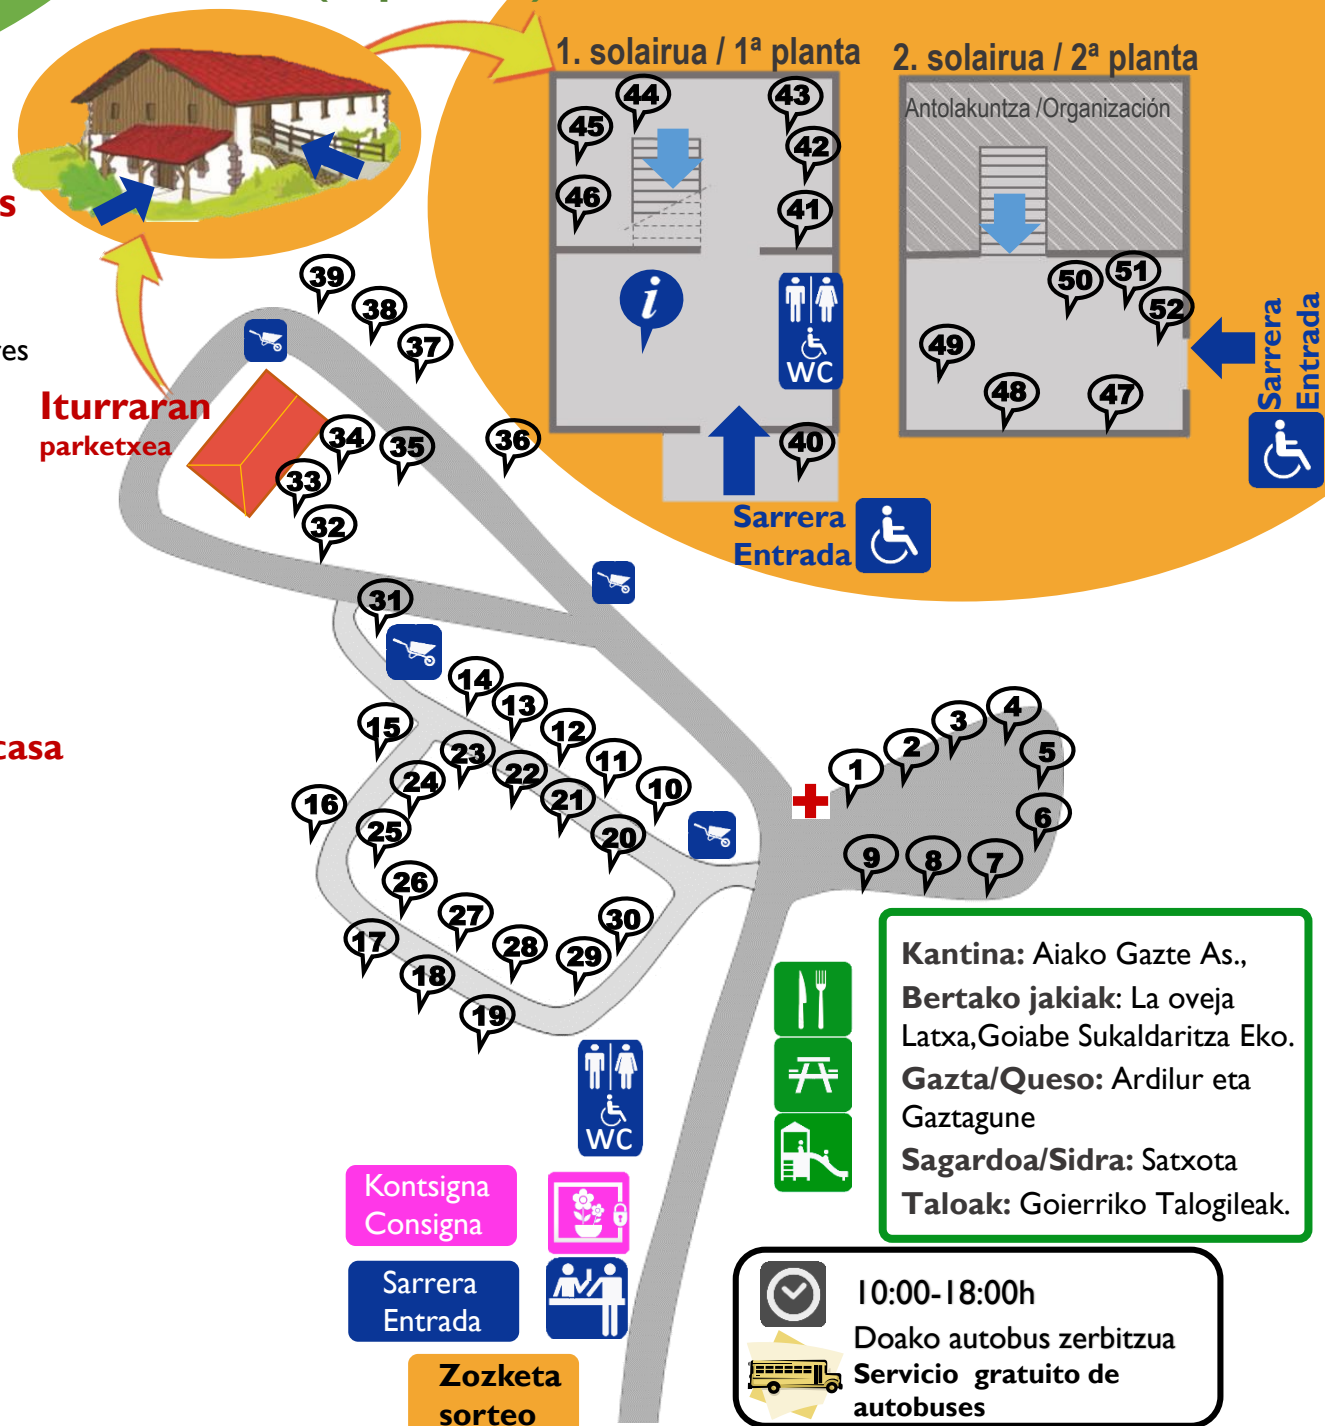 1. solairua / 1ª planta
2. solairua / 2ª planta
Antolakuntza /Organización
44
43
45
42
46
41
50
51
52
49
48
47
40
i
WC
Sarrera
Entrada
Sarrera
Entrada
s
es
Iturraran
parketxea
39
38
37
34
35
36
33
32
31
14
13
12
11
10
15
23
22
21
20
24
16
25
26
27
28
29
30
17
18
19
casa
1
2
3
4
5
6
7
8
9
WC
Kantina: Aiako Gazte As.,
Bertako jakiak: La oveja
Latxa,Goiabe Sukaldaritza Eko.
Gazta/Queso: Ardilur eta
Gaztagune
Sagardoa/Sidra: Satxota
Taloak: Goierriko Talogileak.
Kontsigna
Consigna
Sarrera
Entrada
Zozketa
sorteo
10:00-18:00h
Doako autobus zerbitzua
Servicio gratuito de
autobuses